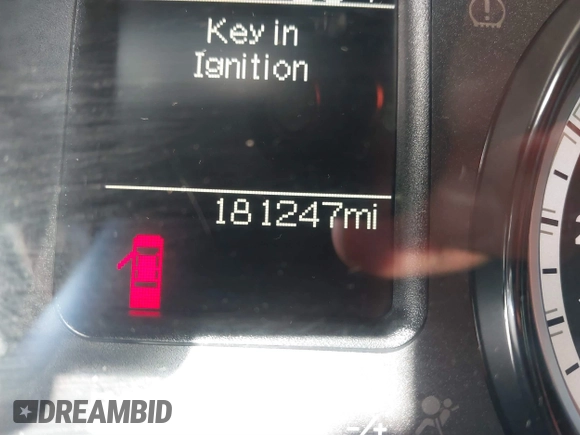 Key in
Ignition
181247mi
DREAMBID